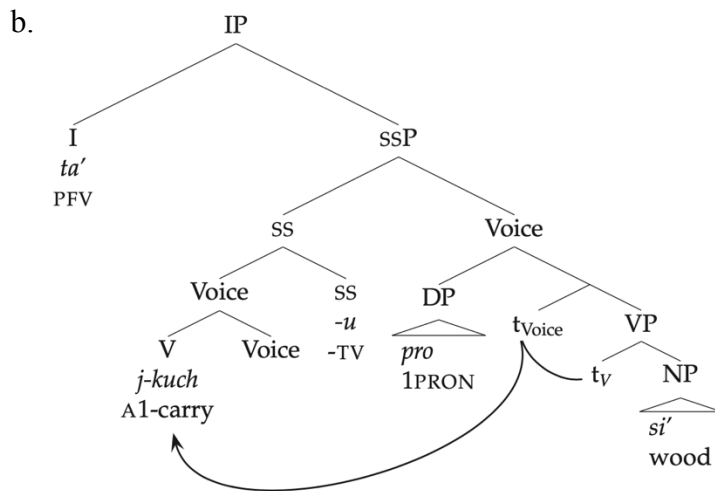 b.
IP
I
ta'
PFV
ssP
ss
Voice
Voice
ss
-u
-TV
DP
pro
1PRON
tVoice
VP
V
j-kuch
A1-carry
Voice
tV
NP
si'
wood